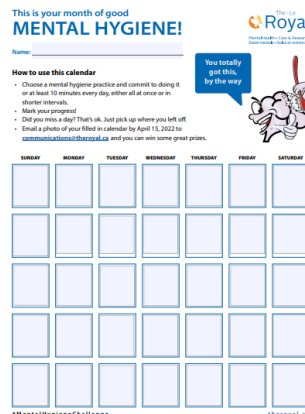 This is your month of good
MENTAL HYGIENE!
The
Royal
Name:
How to use this calendar
• Choose a mental hygiene practice and commit to doing it
or at least 10 minutes every day, either all at once or in
shorter intervals.
• Mark your progress!
• Did you miss a day? That's ok. Just pick up where you left off.
• Email a photo of your filled in calendar by April 15, 2022 to
communications@theroyal.ca and you can win some great prizes.
You totally
got this,
by the way
SUNDAY MONDAY TUESDAY WEDNESDAY THURSDAY FRIDAY SATURDAY
#MentalHygieneChallenge